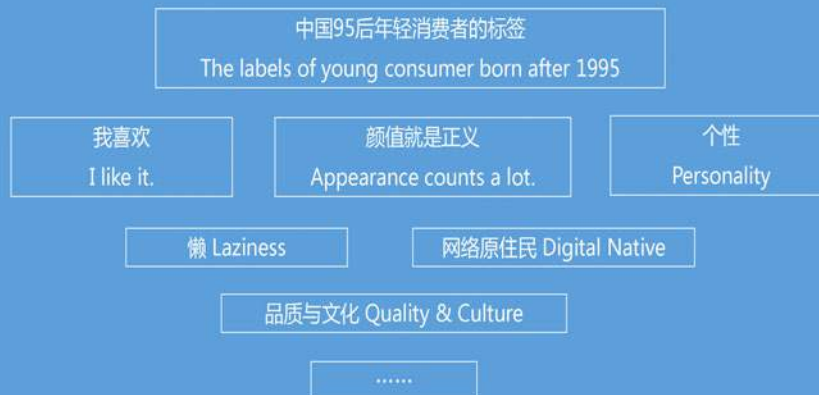 中国95后年轻消费者的标签
The labels of young consumer born after 1995
我喜欢
I like it.
颜值就是正义
Appearance counts a lot.
个性
Personality
懒 Laziness
网络原住民 Digital Native
品质与文化 Quality & Culture
……